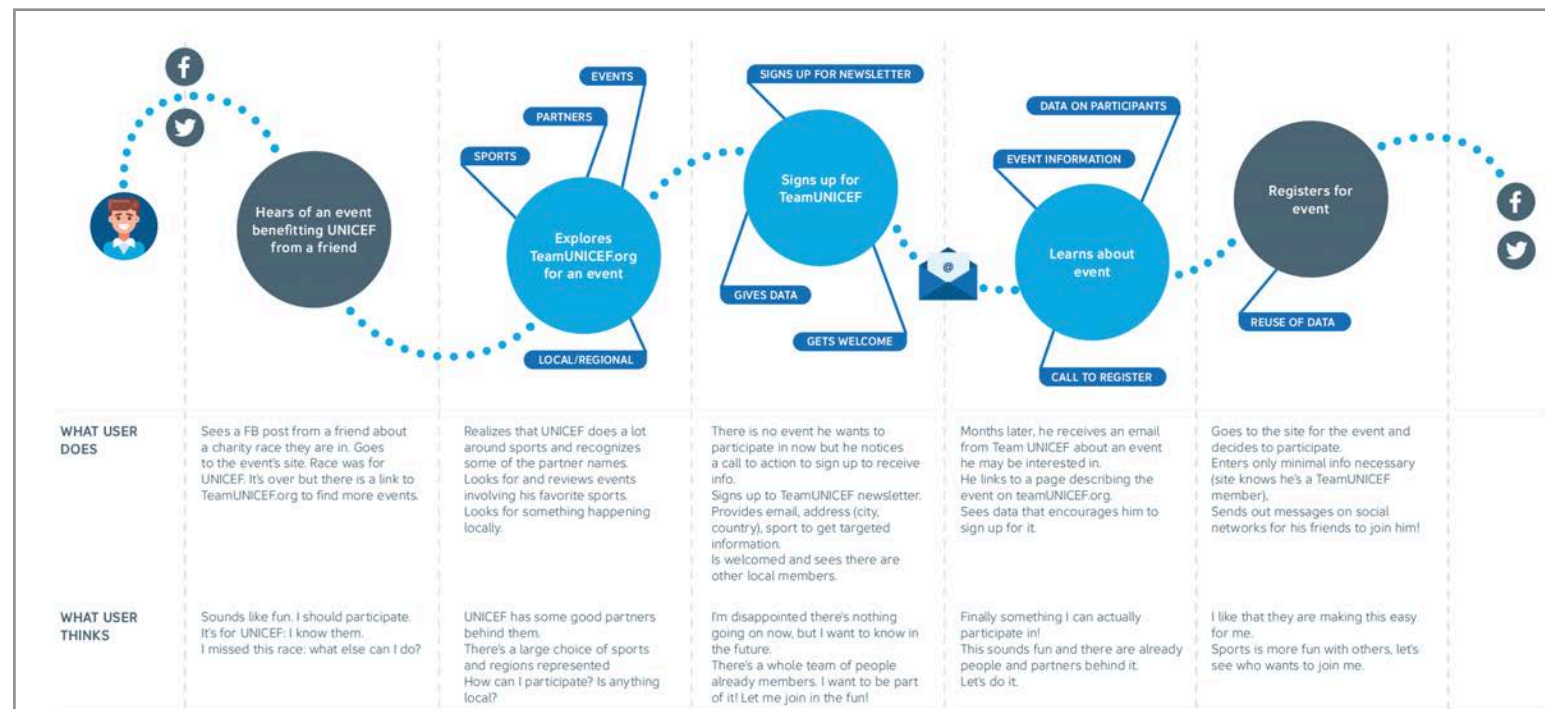 EVENTS
PARTNERS
SPORTS
SIGNS UP FOR NEWSLETTER
DATA ON PARTICIPANTS
EVENT INFORMATION
Hears of an event
benefitting UNICEF
from a friend
Explores
TeamUNICEF.org
for an event
LOCAL/REGIONAL
Signs up for
TeamUNICEF
GIVES DATA
GETS WELCOME
@
Learns about
event
CALL TO REGISTER
Registers for
event
REUSE OF DATA
WHAT USER
DOES
Sees a FB post from a friend about
a charity race they are in. Goes
to the event's site. Race was for
UNICEF. It's over but there is a link to
TeamUNICEF.org to find more events.
Realizes that UNICEF does a lot
around sports and recognizes
some of the partner names.
Looks for and reviews events
involving his favorite sports.
Looks for something happening
locally.
There is no event he wants to
participate in now but he notices
a call to action to sign up to receive
info.
Signs up to TeamUNICEF newsletter.
Provides email, address (city,
country), sport to get targeted
information.
Is welcomed and sees there are
other local members.
Months later, he receives an email
from Team UNICEF about an event
he may be interested in.
He links to a page describing the
event on teamUNICEF.org.
Sees data that encourages him to
sign up for it.
Goes to the site for the event and
decides to participate.
Enters only minimal info necessary
(site knows he's a TeamUNICEF
member).
Sends out messages on social
networks for his friends to join him!
WHAT USER
THINKS
Sounds like fun. I should participate.
It's for UNICEF: I know them.
I missed this race: what else can I do?
UNICEF has some good partners
behind them.
There's a large choice of sports
and regions represented
How can I participate? Is anything
local?
I'm disappointed there's nothing
going on now, but I want to know in
the future.
There's a whole team of people
already members. I want to be part
of it! Let me join in the fun!
Finally something I can actually
participate in!
This sounds fun and there are already
people and partners behind it.
Let's do it.
I like that they are making this easy
for me.
Sports is more fun with others, let's
see who wants to join me.